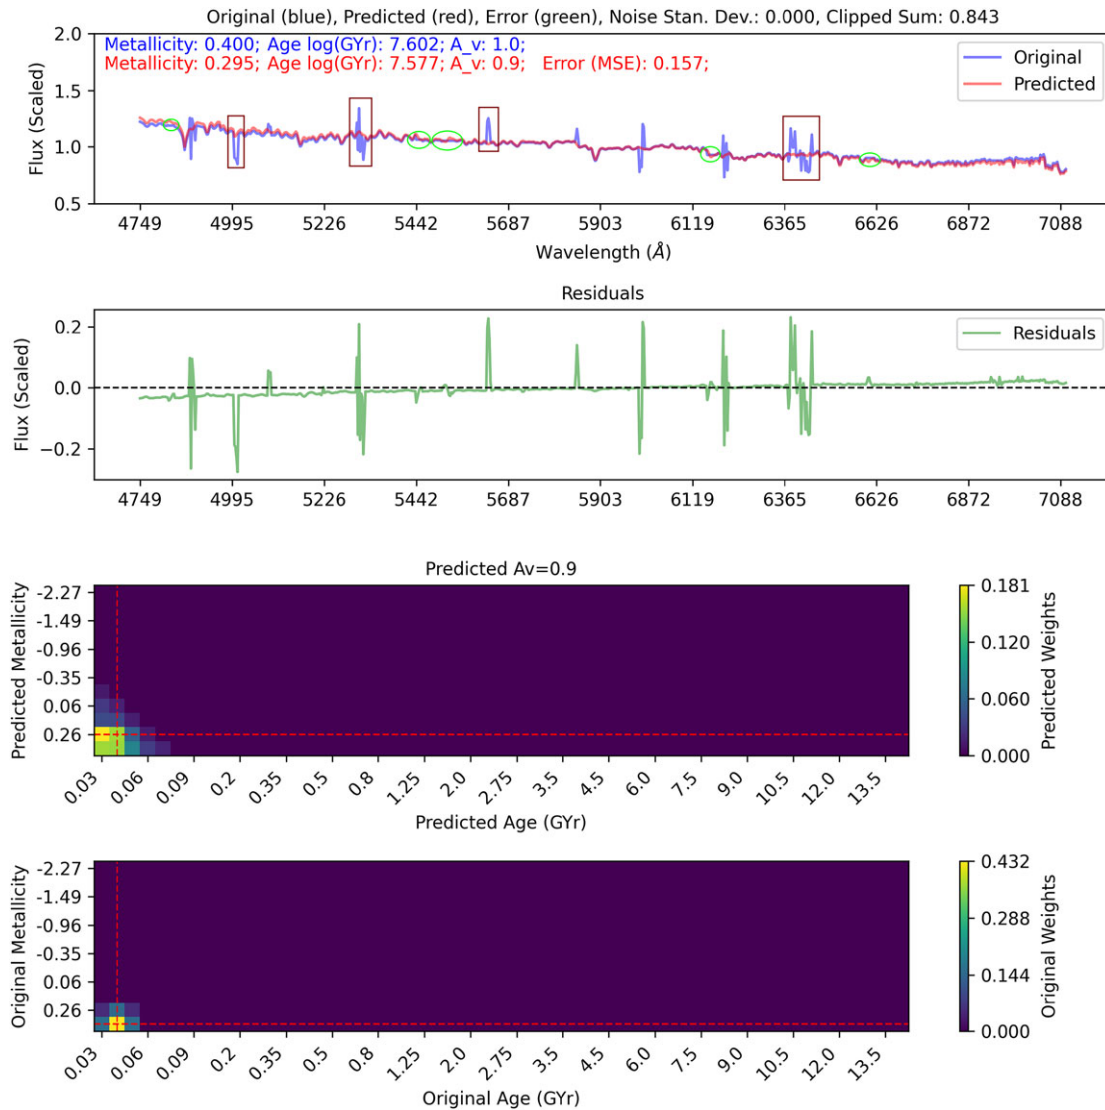 Original (blue), Predicted (red), Error (green), Noise Stan. Dev.: 0.000, Clipped Sum: 0.843
Metallicity: 0.400; Age log(GYr): 7.602; A_v: 1.0;
Metallicity: 0.295; Age log(GYr): 7.577; A_v: 0.9;   Error (MSE): 0.157;
Original
Predicted
Flux (Scaled)
2.0
1.5
1.0
0.5
4749 4995 5226 5442 5687 5903 6119 6365 6626 6872 7088
Wavelength (Å)
Residuals
Residuals
Flux (Scaled)
0.2
0.0
−0.2
4749 4995 5226 5442 5687 5903 6119 6365 6626 6872 7088
Predicted Av=0.9
Predicted Metallicity
-2.27
-1.49
-0.96
-0.35
0.06
0.26
0.03 0.06 0.09 0.2 0.35 0.5 0.8 1.25 2.0 2.75 3.5 4.5 6.0 7.5 9.0 10.5 12.0 13.5
Predicted Age (GYr)
0.181
0.120
0.060
0.000
Predicted Weights
Original Metallicity
-2.27
-1.49
-0.96
-0.35
0.06
0.26
0.03 0.06 0.09 0.2 0.35 0.5 0.8 1.25 2.0 2.75 3.5 4.5 6.0 7.5 9.0 10.5 12.0 13.5
Original Age (GYr)
0.432
0.288
0.144
0.000
Original Weights